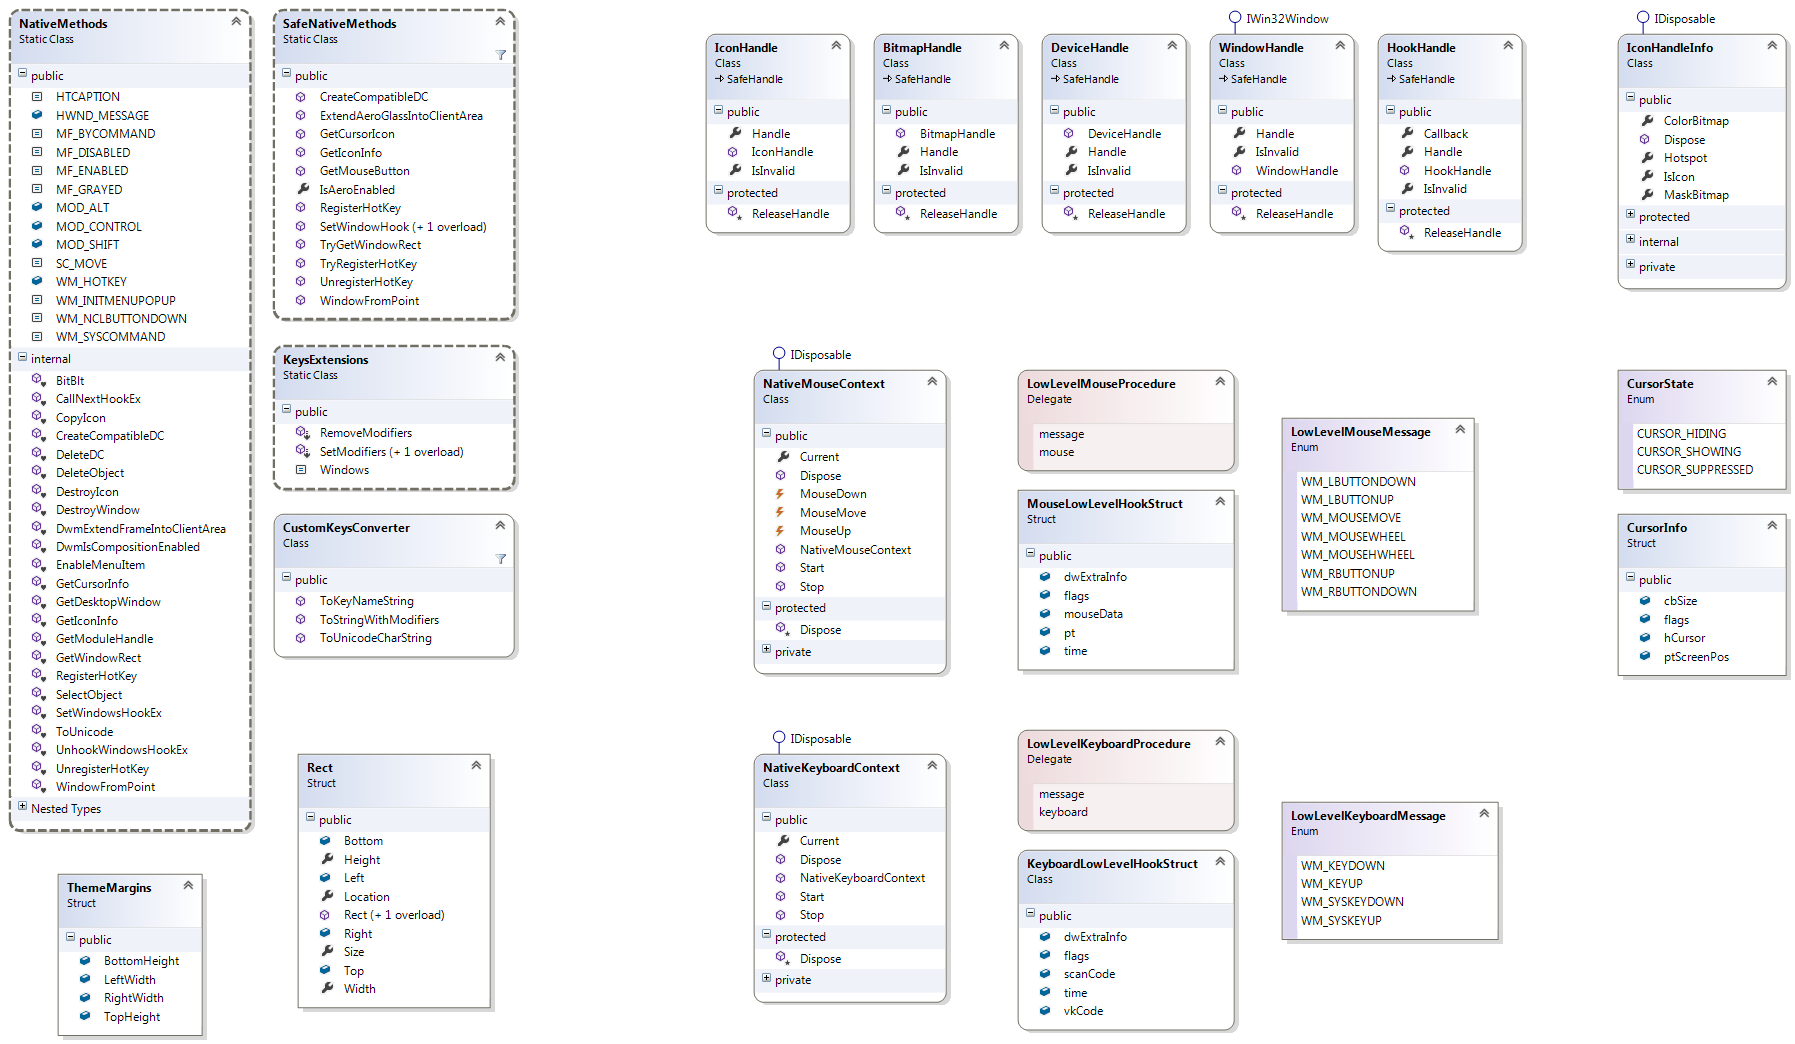 NativeMethods
Static Class
public
HTCAPTION
HWND_MESSAGE
MF_BYCOMMAND
MF_DISABLED
MF_ENABLED
MF_GRAYED
MOD_ALT
MOD_CONTROL
MOD_SHIFT
SC_MOVE
WM_HOTKEY
WM_INITMENUPOPUP
WM_NCLBUTTONDOWN
WM_SYSCOMMAND
internal
BitBlt
CallNextHookEx
CopyIcon
CreateCompatibleDC
DeleteDC
DeleteObject
DestroyIcon
DestroyWindow
DwmExtendFrameIntoClientArea
DwmIsCompositionEnabled
EnableMenuItem
GetCursorInfo
GetDesktopWindow
GetIconInfo
GetModuleHandle
GetWindowRect
RegisterHotKey
SelectObject
SetWindowsHookEx
ToUnicode
UnhookWindowsHookEx
UnregisterHotKey
WindowFromPoint
Nested Types
ThemeMargins
Struct
public
BottomHeight
LeftWidth
RightWidth
TopHeight
SafeNativeMethods
Static Class
public
CreateCompatibleDC
ExtendAeroGlassIntoClientArea
GetCursorIcon
GetIconInfo
GetMouseButton
IsAeroEnabled
RegisterHotKey
SetWindowHook (+ 1 overload)
TryGetWindowRect
TryRegisterHotKey
UnregisterHotKey
WindowFromPoint
KeysExtensions
Static Class
public
RemoveModifiers
SetModifiers (+ 1 overload)
Windows
CustomKeysConverter
Class
public
ToKeyNameString
ToStringWithModifiers
ToUnicodeCharString
Rect
Struct
public
Bottom
Height
Left
Location
Rect (+ 1 overload)
Right
Size
Top
Width
IconHandle
Class
SafeHandle
public
Handle
IconHandle
IsInvalid
protected
ReleaseHandle
BitmapHandle
Class
SafeHandle
public
BitmapHandle
Handle
IsInvalid
protected
ReleaseHandle
DeviceHandle
Class
SafeHandle
public
DeviceHandle
Handle
IsInvalid
protected
ReleaseHandle
IWin32Window
WindowHandle
Class
SafeHandle
public
Handle
IsInvalid
WindowHandle
protected
ReleaseHandle
HookHandle
Class
SafeHandle
public
Callback
Handle
HookHandle
IsInvalid
protected
ReleaseHandle
IDisposable
IconHandleInfo
Class
public
ColorBitmap
Dispose
Hotspot
IsIcon
MaskBitmap
protected
internal
private
IDisposable
NativeMouseContext
Class
public
Current
Dispose
MouseDown
MouseMove
MouseUp
NativeMouseContext
Start
Stop
protected
Dispose
private
LowLevelMouseProcedure
Delegate
message
mouse
MouseLowLevelHookStruct
Struct
public
dwExtraInfo
flags
mouseData
pt
time
LowLevelMouseMessage
Enum
WM_LBUTTONDOWN
WM_LBUTTONUP
WM_MOUSEMOVE
WM_MOUSEWHEEL
WM_MOUSEHWHEEL
WM_RBUTTONUP
WM_RBUTTONDOWN
CursorState
Enum
CURSOR_HIDING
CURSOR_SHOWING
CURSOR_SUPPRESSED
CursorInfo
Struct
public
cbSize
flags
hCursor
ptScreenPos
IDisposable
NativeKeyboardContext
Class
public
Current
Dispose
NativeKeyboardContext
Start
Stop
protected
Dispose
private
LowLevelKeyboardProcedure
Delegate
message
keyboard
KeyboardLowLevelHookStruct
Class
public
dwExtraInfo
flags
scanCode
time
vkCode
LowLevelKeyboardMessage
Enum
WM_KEYDOWN
WM_KEYUP
WM_SYSKEYDOWN
WM_SYSKEYUP